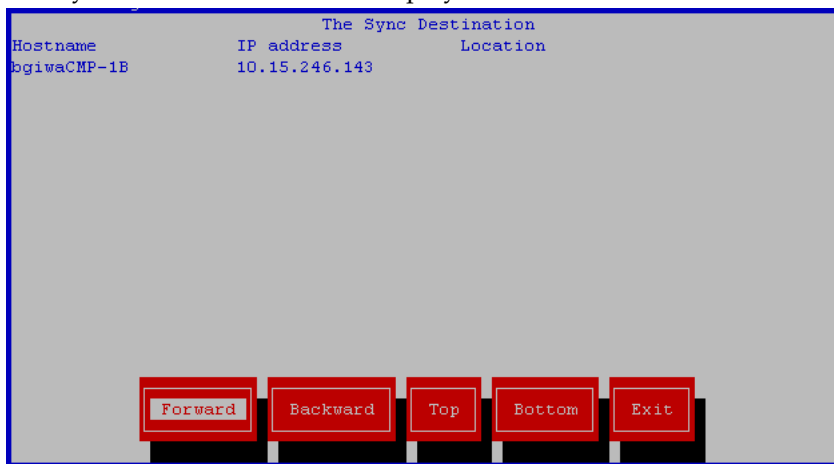 The Sync Destination
Hostname IP address Location
bgiwaCMP-1B 10.15.246.143
Forward Backward Top Bottom Exit